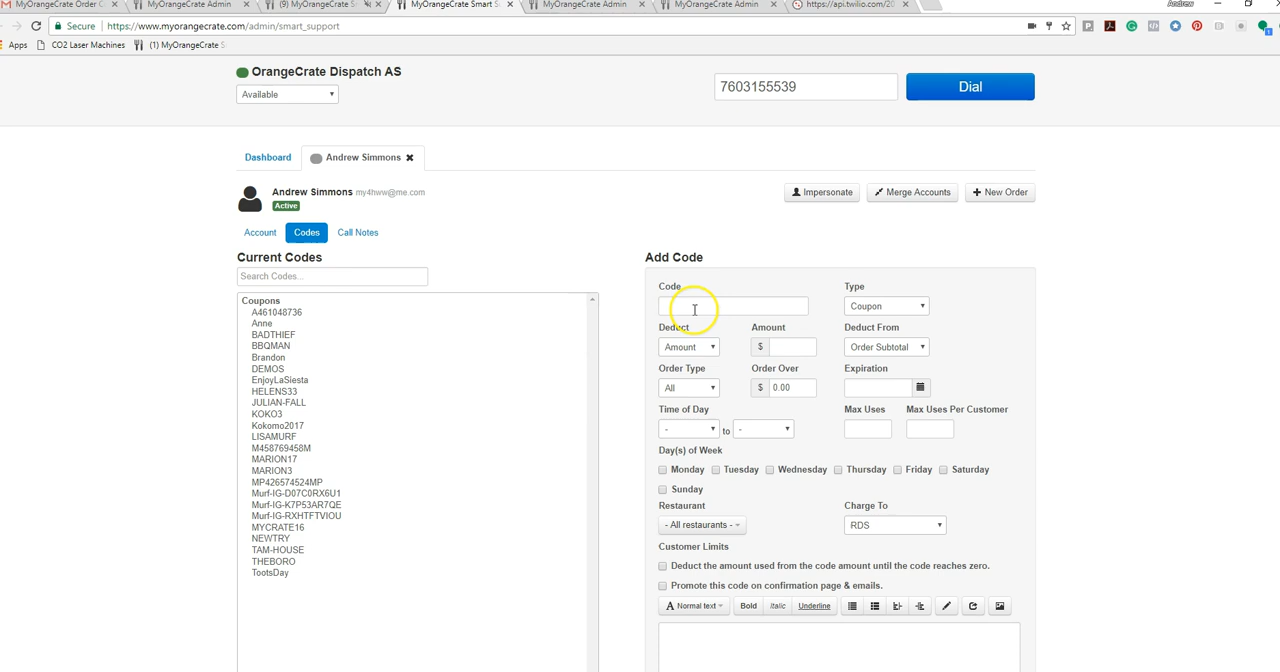 MyOrangeCrate Order C
MyOrangeCrate Admin
(9) MyOrangeCrate S
MyOrangeCrate Smart S
MyOrangeCrate Admin
MyOrangeCrate Admin
https://api.twilio.com/20
Andrew
Secure
https://www.myorangecrate.com/admin/smart_support
Apps
CO2 Laser Machines
(1) MyOrangeCrate S
OrangeCrate Dispatch AS
Available
7603155539
Dial
Dashboard
Andrew Simmons
Andrew Simmons my4hww@me.com
Active
Impersonate
Merge Accounts
New Order
Account
Codes
Call Notes
Current Codes
Search Codes...
Coupons
A461048736
Anne
BADTHIEF
BBQMAN
Brandon
DEMOS
EnjoyLaSiesta
HELENS33
JULIAN-FALL
KOKO3
Kokomo2017
LISAMURF
M458769458M
MARION17
MARION3
MP426574524MP
Murf-IG-D07C0RX6U1
Murf-IG-K7P53AR7QE
Murf-IG-RXHTFTVIOU
MYCRATE16
NEWTRY
TAM-HOUSE
THEBORO
TootsDay
Add Code
Code
Type
Coupon
Deduct
Amount
Deduct From
Amount
$
Order Subtotal
Order Type
Order Over
Expiration
All
$ 0.00
Time of Day
Max Uses
Max Uses Per Customer
- to -
Day(s) of Week
Monday Tuesday Wednesday Thursday Friday Saturday
Sunday
Restaurant
Charge To
- All restaurants -
RDS
Customer Limits
Deduct the amount used from the code amount until the code reaches zero.
Promote this code on confirmation page & emails.
A Normal text
Bold
Italic
Underline